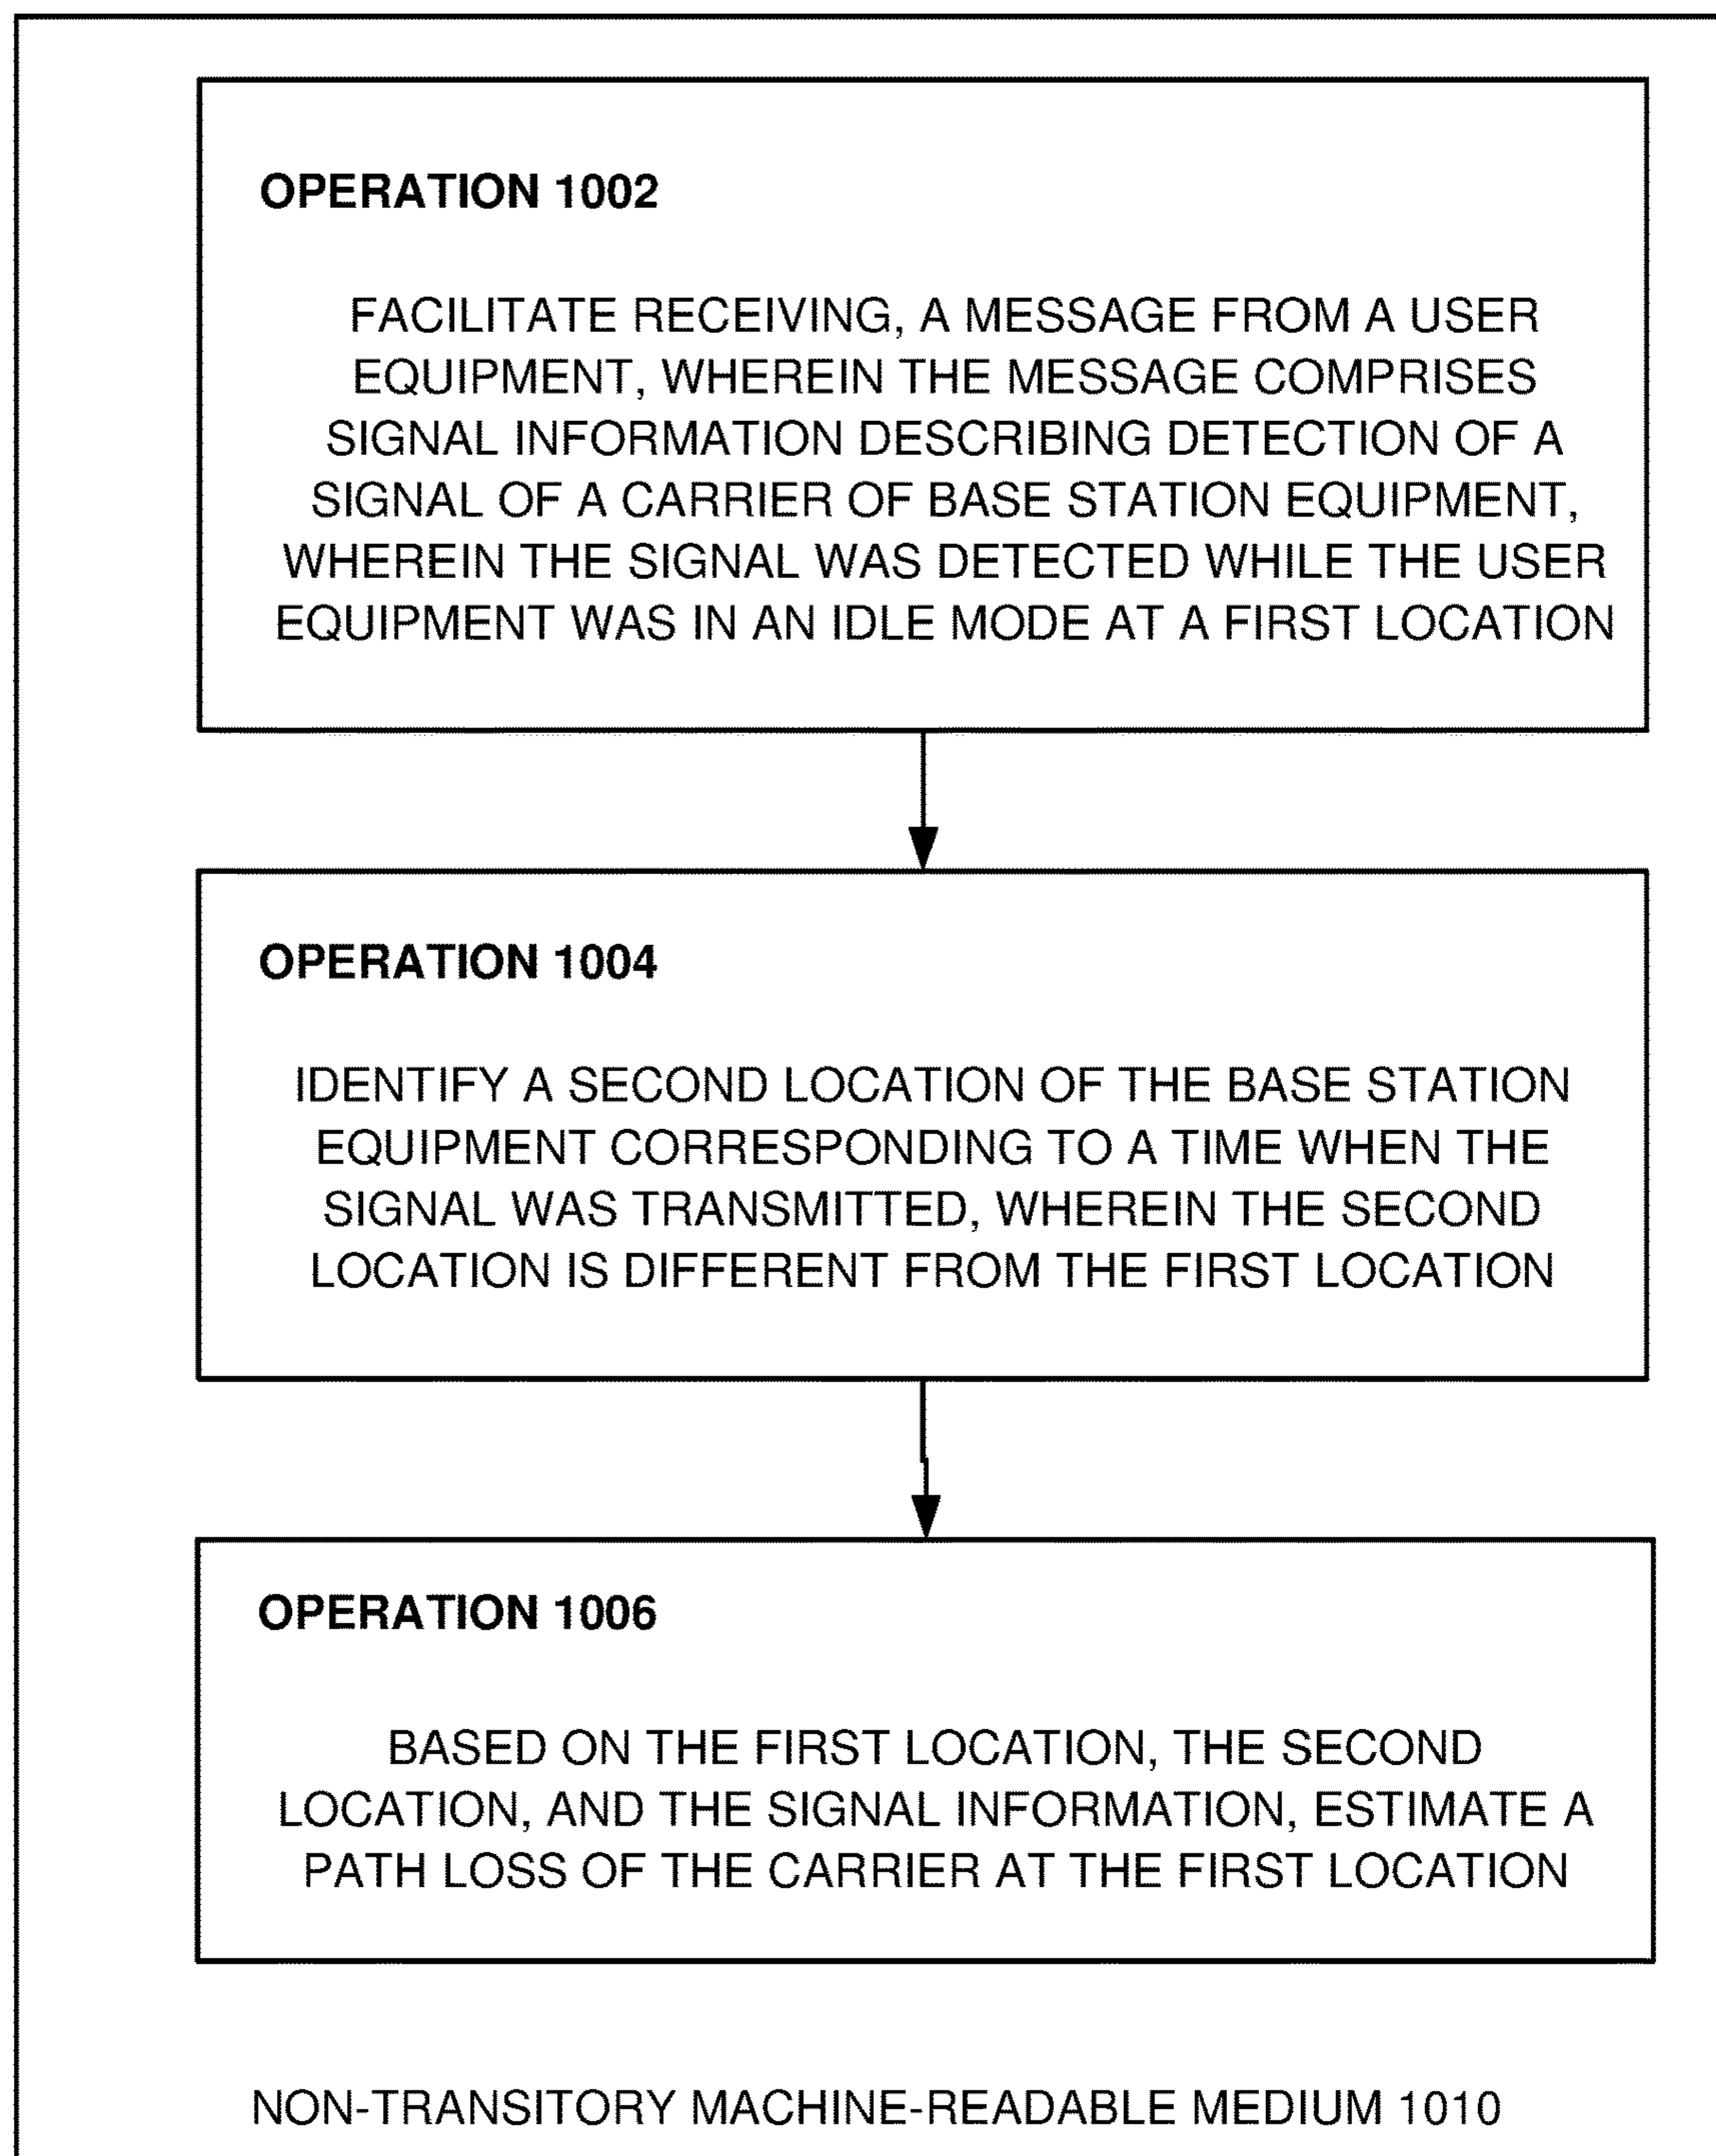 OPERATION 1002
FACILITATE RECEIVING, A MESSAGE FROM A USER
EQUIPMENT, WHEREIN THE MESSAGE COMPRISES
SIGNAL INFORMATION DESCRIBING DETECTION OF A
SIGNAL OF A CARRIER OF BASE STATION EQUIPMENT,
WHEREIN THE SIGNAL WAS DETECTED WHILE THE USER
EQUIPMENT WAS IN AN IDLE MODE AT A FIRST LOCATION
OPERATION 1004
IDENTIFY A SECOND LOCATION OF THE BASE STATION
EQUIPMENT CORRESPONDING TO A TIME WHEN THE
SIGNAL WAS TRANSMITTED, WHEREIN THE SECOND
LOCATION IS DIFFERENT FROM THE FIRST LOCATION
OPERATION 1006
BASED ON THE FIRST LOCATION, THE SECOND
LOCATION, AND THE SIGNAL INFORMATION, ESTIMATE A
PATH LOSS OF THE CARRIER AT THE FIRST LOCATION
NON-TRANSITORY MACHINE-READABLE MEDIUM 1010